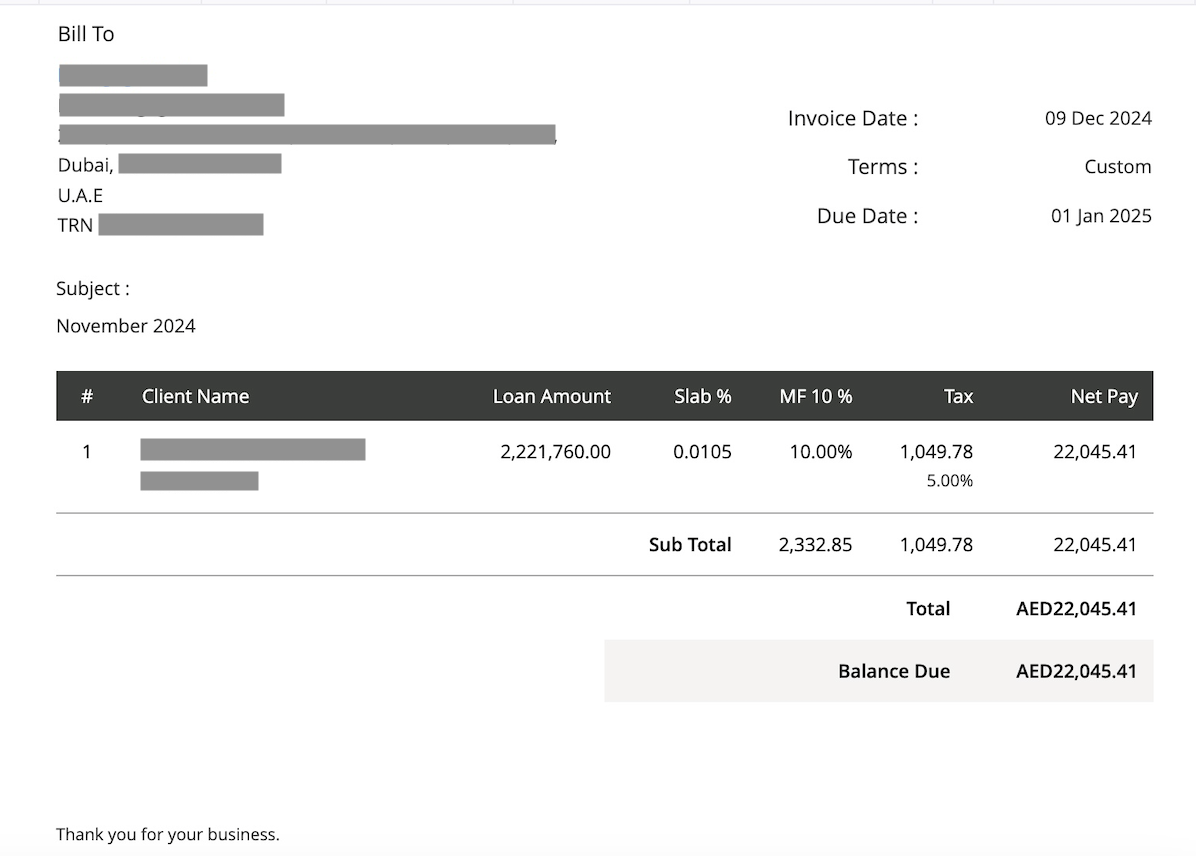 Bill To
Dubai,
U.A.E
TRN
Invoice Date : 09 Dec 2024
Terms : Custom
Due Date : 01 Jan 2025
Subject :
November 2024
# Client Name Loan Amount Slab % MF 10 % Tax Net Pay
1 2,221,760.00 0.0105 10.00% 1,049.78 22,045.41
5.00%
Sub Total 2,332.85 1,049.78 22,045.41
Total AED22,045.41
Balance Due AED22,045.41
Thank you for your business.